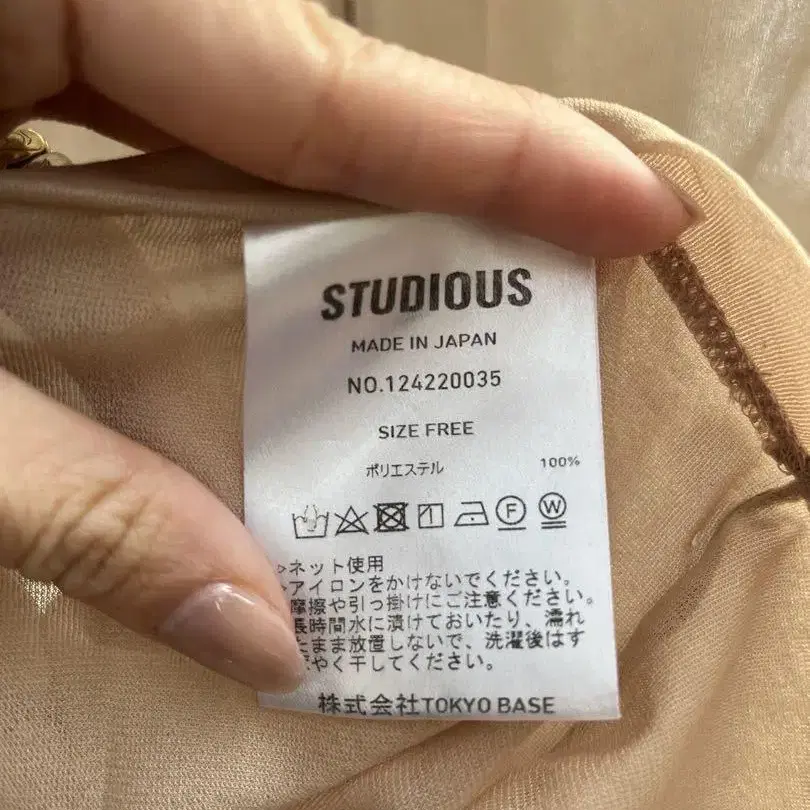 STUDIOUS
MADE IN JAPAN
NO.124220035
SIZE FREE
ポリエステル 100%
F W
ネット使用
アイロンをかけないでください。
摩擦や引っ掛けにご注意ください。
長時間水に漬けておいたり、濡れ
たまま放置しないで、洗濯後はす
やく干してください。
株式会社TOKYO BASE